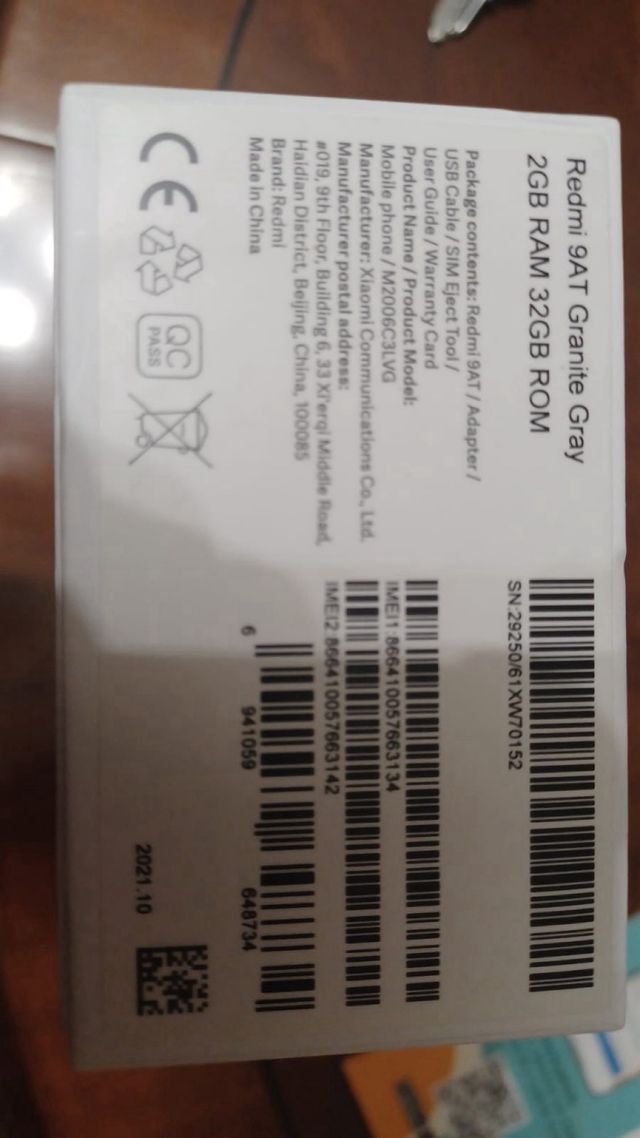 Redmi 9AT Granite Gray
2GB RAM 32GB ROM
Package contents: Redmi 9AT / Adapter /
USB Cable / SIM Eject Tool /
User Guide / Warranty Card
Product Name / Product Model:
Mobile phone / M2006C3LVG
Manufacturer: Xiaomi Communications Co., Ltd.
Manufacturer postal address:
#019, 9th Floor, Building 6, 33 Xi'erqi Middle Road,
Haidian District, Beijing, China, 100085
Brand: Redmi
Made in China
CE
QC
PASS
SN:29250/61XW70152
IMEI1:866410057663134
IMEI2:866410057663142
6 941059 648734
2021.10